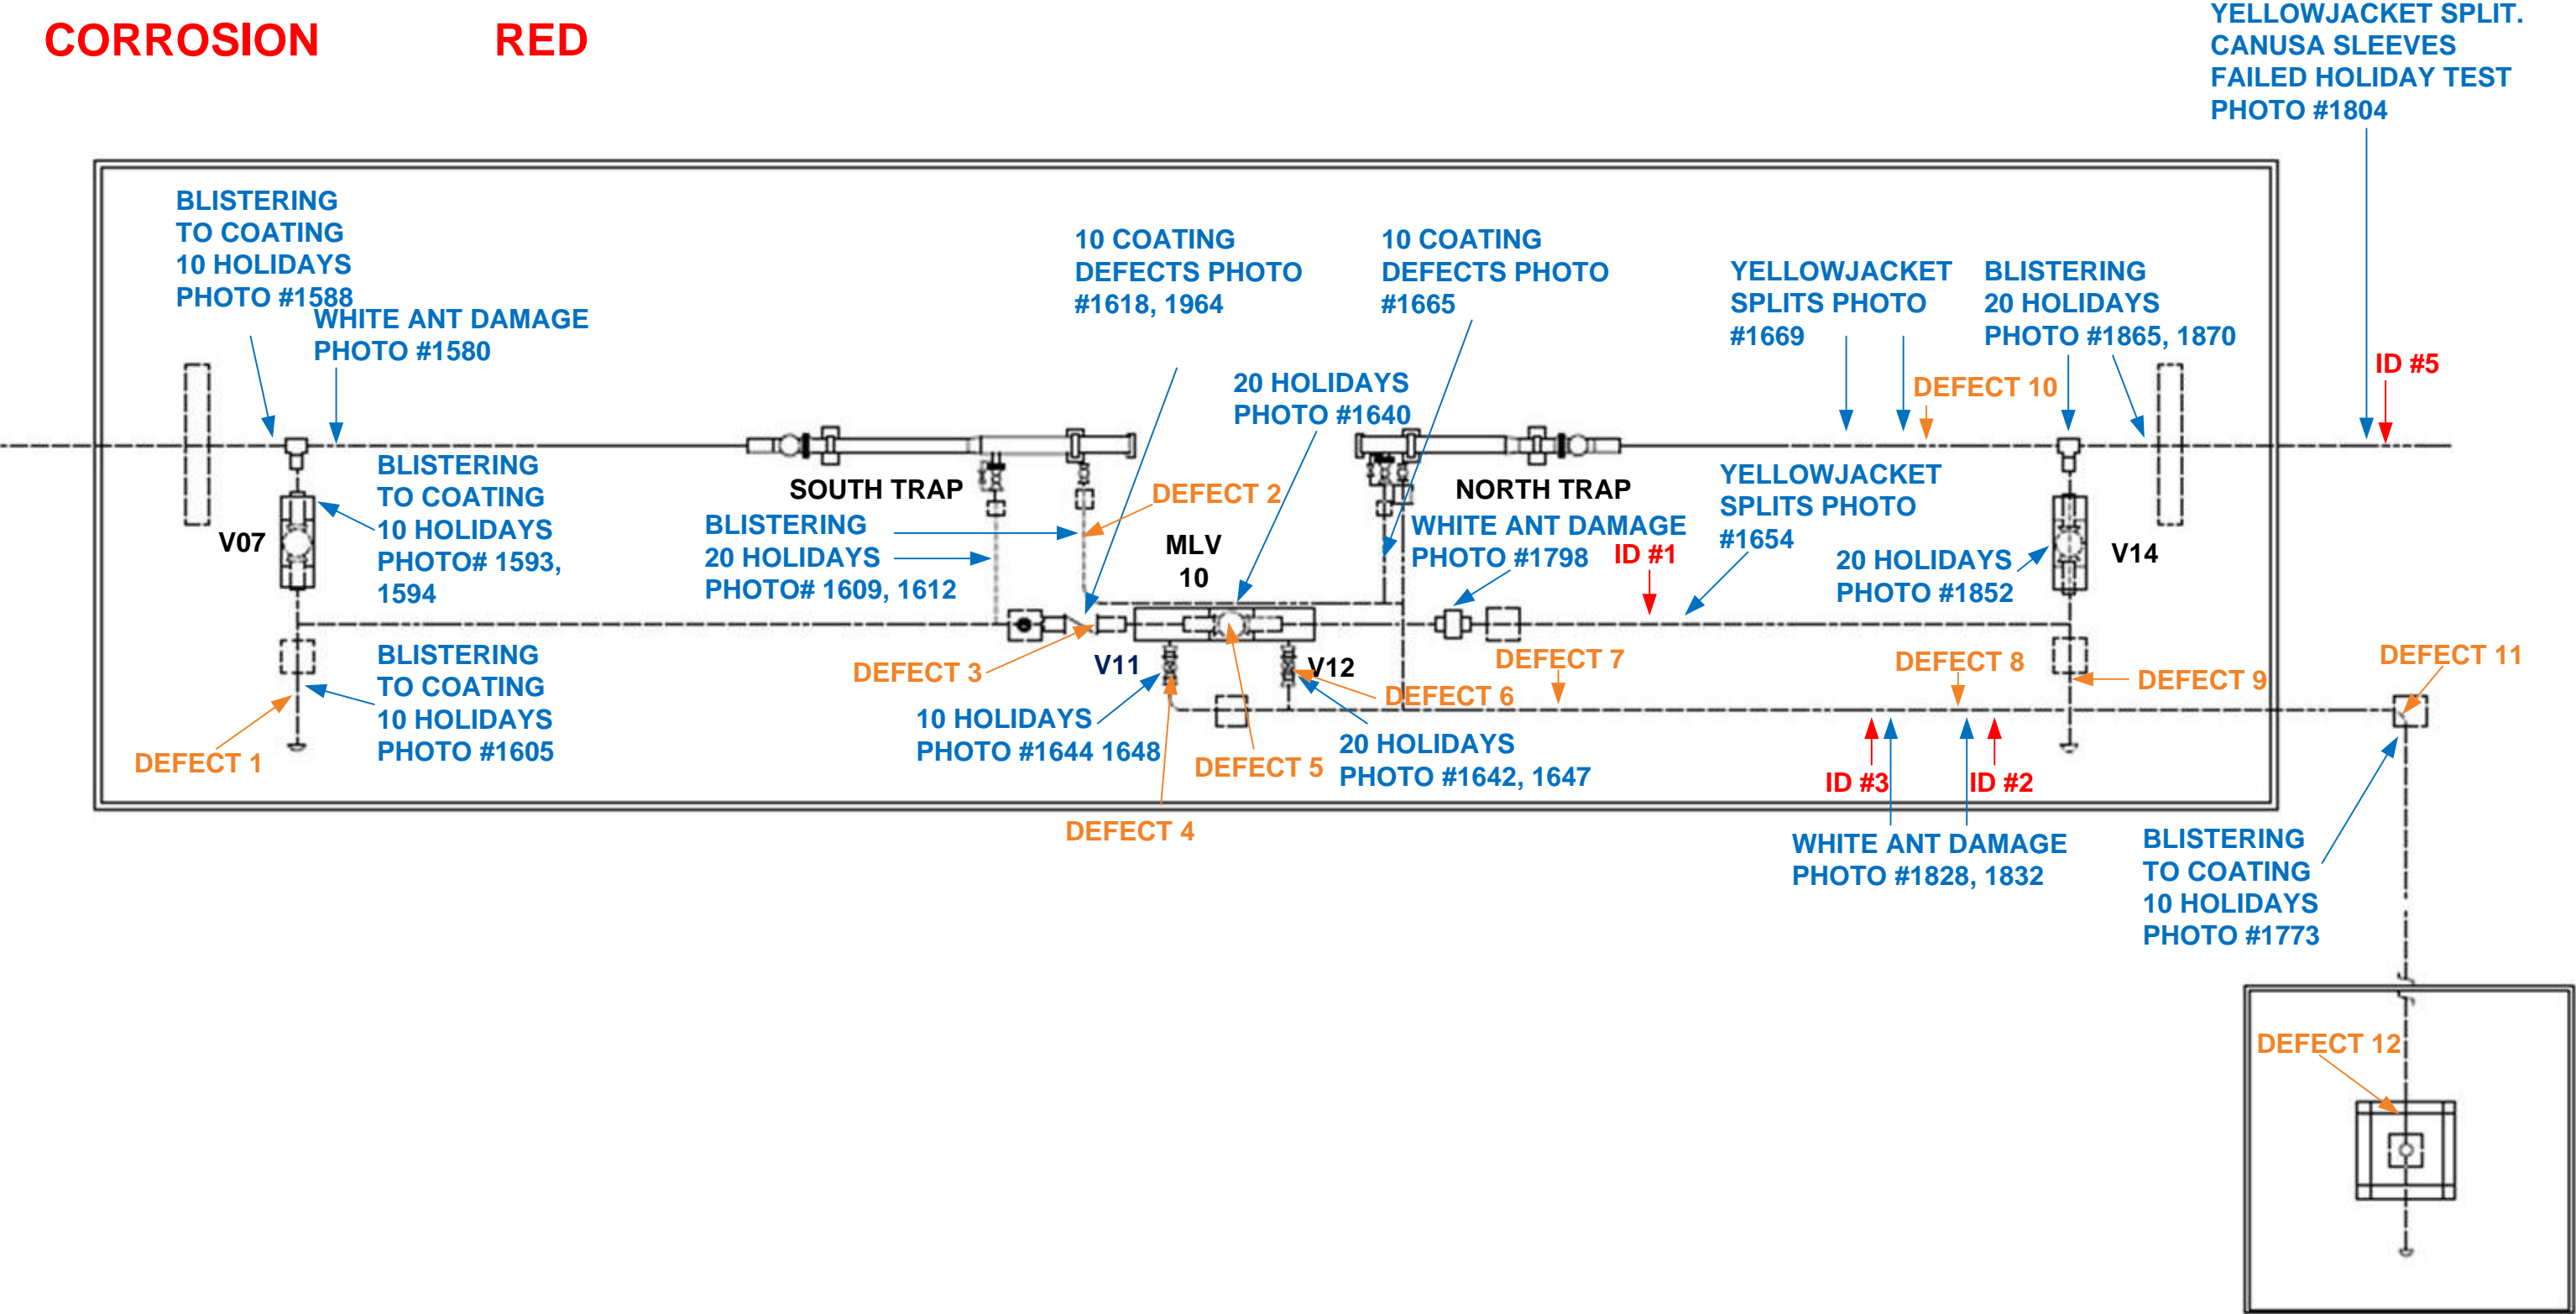 CORROSION RED
YELLOWJACKET SPLIT.
CANUSA SLEEVES
FAILED HOLIDAY TEST
PHOTO #1804
BLISTERING
TO COATING
10 HOLIDAYS
PHOTO #1588
WHITE ANT DAMAGE
PHOTO #1580
10 COATING
DEFECTS PHOTO
#1618, 1964
10 COATING
DEFECTS PHOTO
#1665
YELLOWJACKET
SPLITS PHOTO
#1669
BLISTERING
20 HOLIDAYS
PHOTO #1865, 1870
ID #5
20 HOLIDAYS
PHOTO #1640
DEFECT 10
BLISTERING
TO COATING
10 HOLIDAYS
PHOTO# 1593,
1594
V07
SOUTH TRAP
DEFECT 2
BLISTERING
20 HOLIDAYS
PHOTO# 1609, 1612
MLV
10
NORTH TRAP
WHITE ANT DAMAGE
PHOTO #1798
ID #1
YELLOWJACKET
SPLITS PHOTO
#1654
20 HOLIDAYS
PHOTO #1852
V14
BLISTERING
TO COATING
10 HOLIDAYS
PHOTO #1605
DEFECT 1
DEFECT 3
V11
V12
DEFECT 7
DEFECT 8
DEFECT 9
DEFECT 11
DEFECT 6
10 HOLIDAYS
PHOTO #1644 1648
DEFECT 5
20 HOLIDAYS
PHOTO #1642, 1647
ID #3
ID #2
DEFECT 4
WHITE ANT DAMAGE
PHOTO #1828, 1832
BLISTERING
TO COATING
10 HOLIDAYS
PHOTO #1773
DEFECT 12